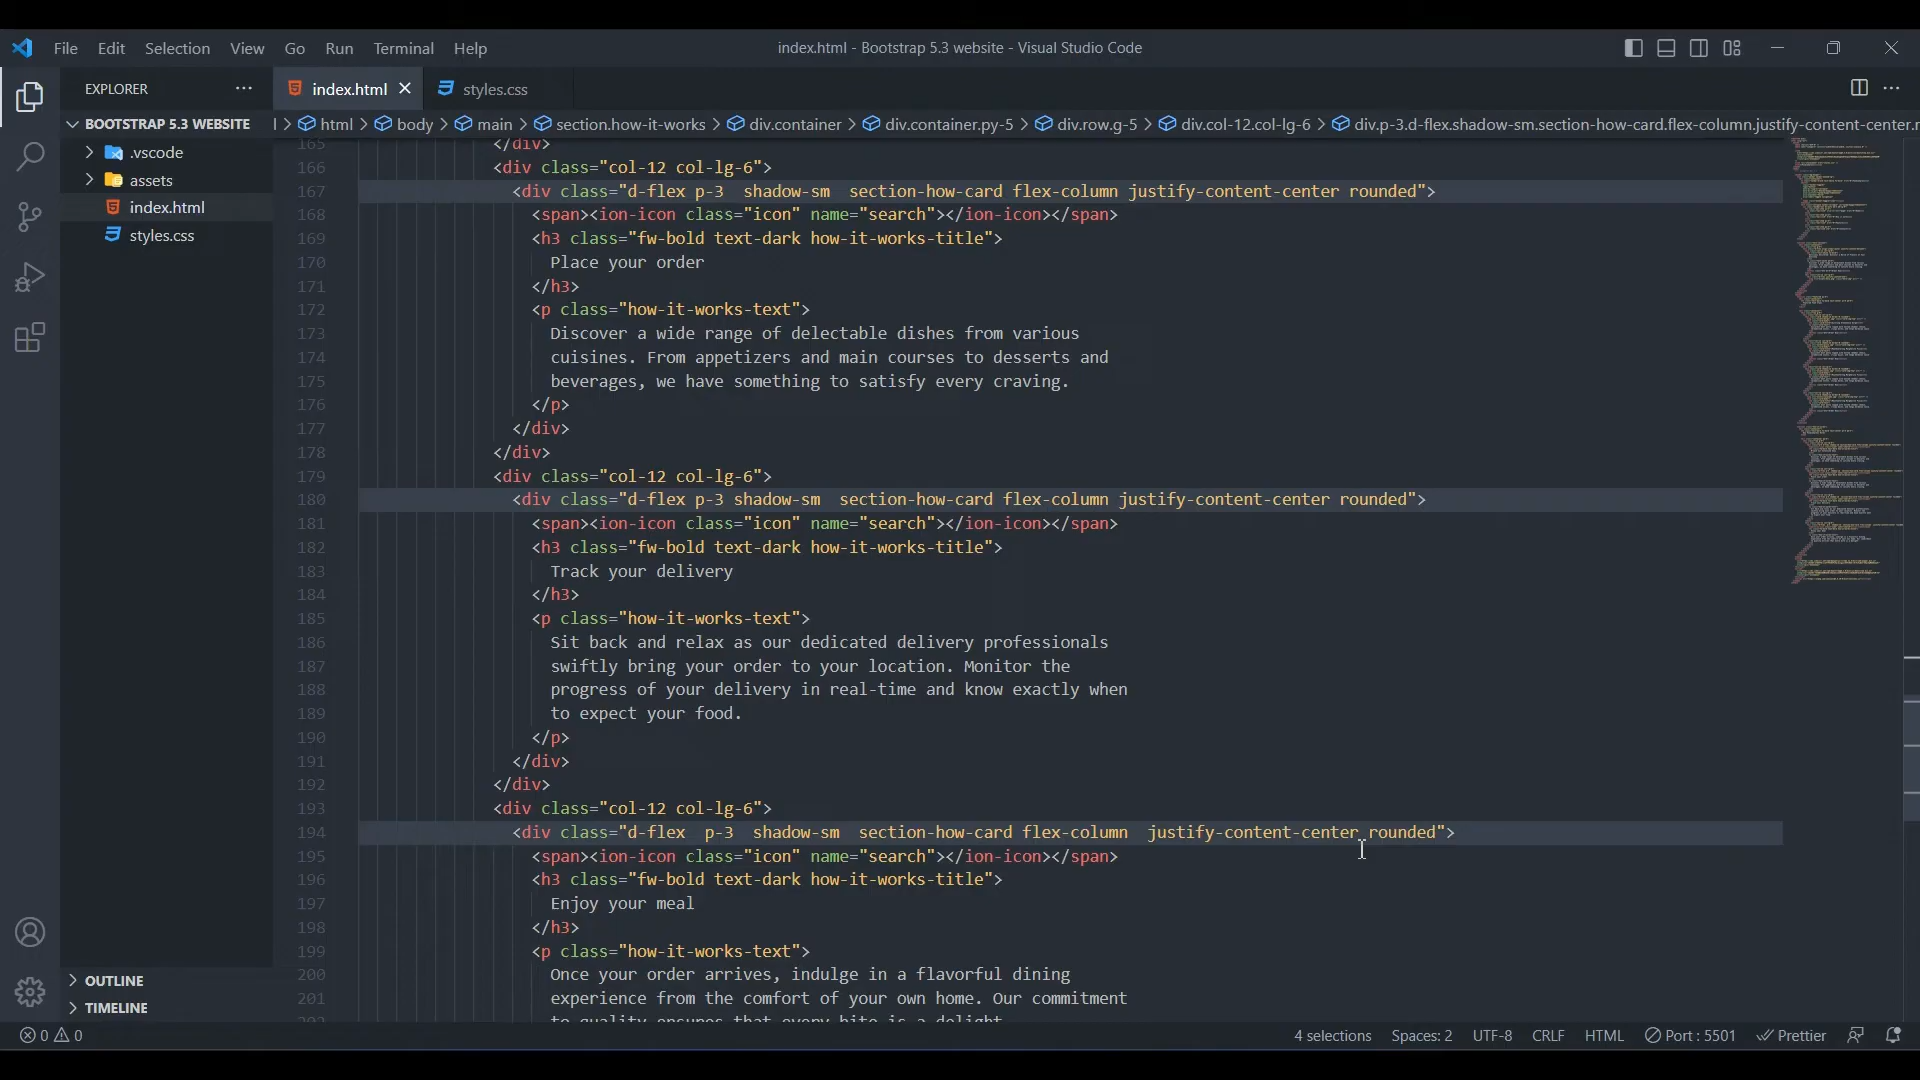 File Edit Selection View Go Run Terminal Help
index.html - Bootstrap 5.3 website - Visual Studio Code
EXPLORER
index.html
styles.css
BOOTSTRAP 5.3 WEBSITE
html > body > main > section.how-it-works > div.container > div.container.py-5 > div.row.g-5 > div.col-12.col-lg-6 > div.p-3.d-flex.shadow-sm.section-how-card.flex-column.justify-content-center.r
.vscode
assets
index.html
styles.css
165 </div>
166 <div class="col-12 col-lg-6">
167 <div class="d-flex p-3  shadow-sm  section-how-card flex-column justify-content-center rounded">
168 <span><ion-icon class="icon" name="search"></ion-icon></span>
169 <h3 class="fw-bold text-dark how-it-works-title">
170 Place your order
171 </h3>
172 <p class="how-it-works-text">
173 Discover a wide range of delectable dishes from various
174 cuisines. From appetizers and main courses to desserts and
175 beverages, we have something to satisfy every craving.
176 </p>
177 </div>
178 </div>
179 <div class="col-12 col-lg-6">
180 <div class="d-flex p-3 shadow-sm  section-how-card flex-column justify-content-center rounded">
181 <span><ion-icon class="icon" name="search"></ion-icon></span>
182 <h3 class="fw-bold text-dark how-it-works-title">
183 Track your delivery
184 </h3>
185 <p class="how-it-works-text">
186 Sit back and relax as our dedicated delivery professionals
187 swiftly bring your order to your location. Monitor the
188 progress of your delivery in real-time and know exactly when
189 to expect your food.
190 </p>
191 </div>
192 </div>
193 <div class="col-12 col-lg-6">
194 <div class="d-flex  p-3  shadow-sm  section-how-card flex-column  justify-content-center rounded">
195 <span><ion-icon class="icon" name="search"></ion-icon></span>
196 <h3 class="fw-bold text-dark how-it-works-title">
197 Enjoy your meal
198 </h3>
199 <p class="how-it-works-text">
200 Once your order arrives, indulge in a flavorful dining
201 experience from the comfort of your own home. Our commitment
202 to quality ensures that every bite is a delight.
OUTLINE
TIMELINE
0 0
4 selections Spaces: 2 UTF-8 CRLF HTML Port : 5501 Prettier